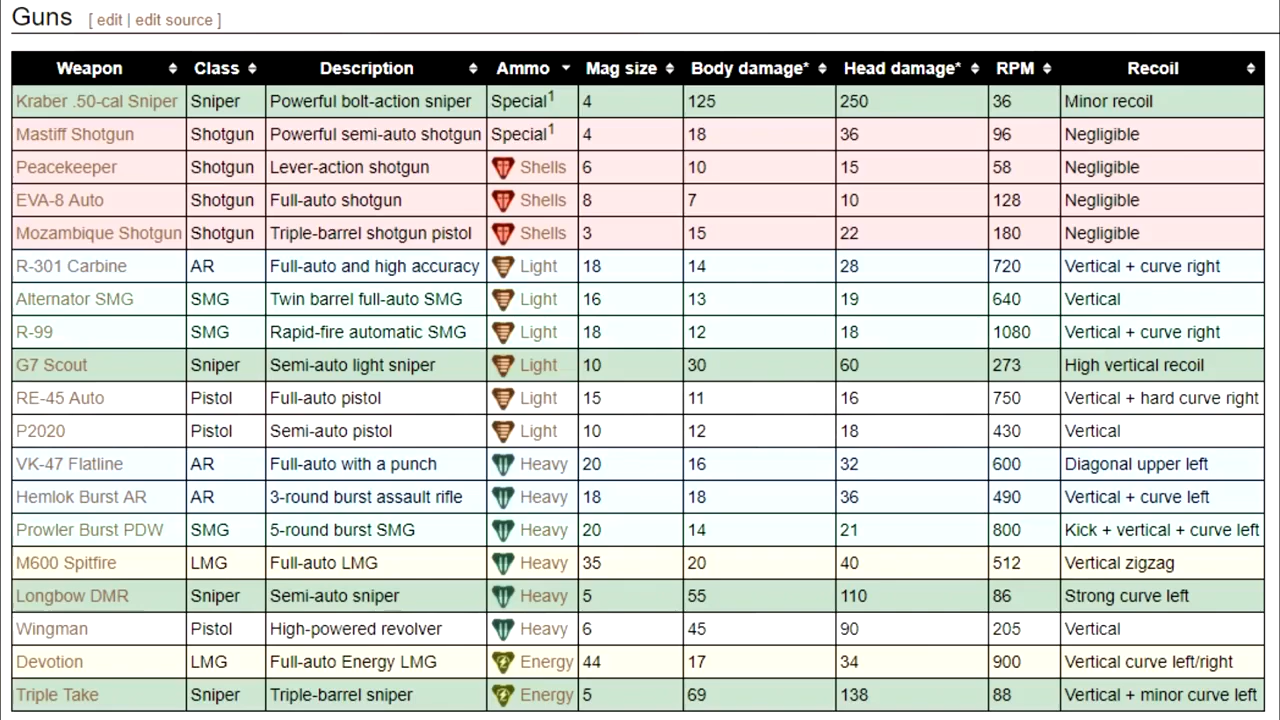 Guns [ edit | edit source ]
Weapon Class Description Ammo Mag size Body damage* Head damage* RPM Recoil
Kraber .50-cal Sniper Sniper Powerful bolt-action sniper Special1 4 125 250 36 Minor recoil
Mastiff Shotgun Shotgun Powerful semi-auto shotgun Special1 4 18 36 96 Negligible
Peacekeeper Shotgun Lever-action shotgun Shells 6 10 15 58 Negligible
EVA-8 Auto Shotgun Full-auto shotgun Shells 8 7 10 128 Negligible
Mozambique Shotgun Shotgun Triple-barrel shotgun pistol Shells 3 15 22 180 Negligible
R-301 Carbine AR Full-auto and high accuracy Light 18 14 28 720 Vertical + curve right
Alternator SMG SMG Twin barrel full-auto SMG Light 16 13 19 640 Vertical
R-99 SMG Rapid-fire automatic SMG Light 18 12 18 1080 Vertical + curve right
G7 Scout Sniper Semi-auto light sniper Light 10 30 60 273 High vertical recoil
RE-45 Auto Pistol Full-auto pistol Light 15 11 16 750 Vertical + hard curve right
P2020 Pistol Semi-auto pistol Light 10 12 18 430 Vertical
VK-47 Flatline AR Full-auto with a punch Heavy 20 16 32 600 Diagonal upper left
Hemlok Burst AR AR 3-round burst assault rifle Heavy 18 18 36 490 Vertical + curve left
Prowler Burst PDW SMG 5-round burst SMG Heavy 20 14 21 800 Kick + vertical + curve left
M600 Spitfire LMG Full-auto LMG Heavy 35 20 40 512 Vertical zigzag
Longbow DMR Sniper Semi-auto sniper Heavy 5 55 110 86 Strong curve left
Wingman Pistol High-powered revolver Heavy 6 45 90 205 Vertical
Devotion LMG Full-auto Energy LMG Energy 44 17 34 900 Vertical curve left/right
Triple Take Sniper Triple-barrel sniper Energy 5 69 138 88 Vertical + minor curve left